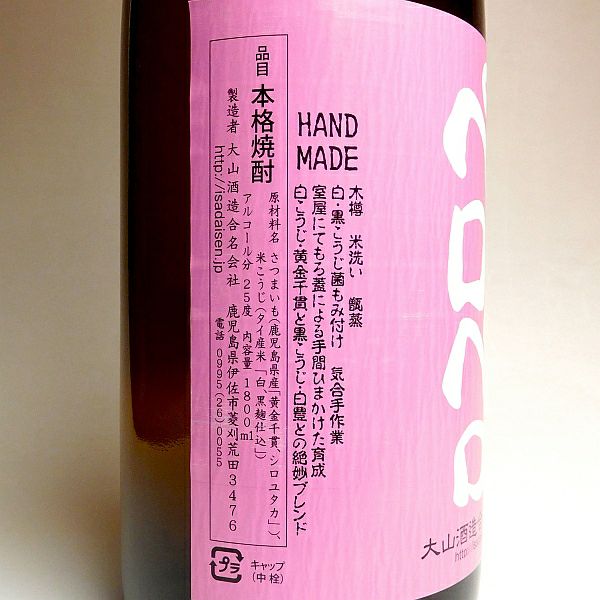 HAND
MADE
木樽 米洗い 甑蒸
白・黒こうじ菌もみ付け 気合手作業
室屋にてもろ蓋による手間ひまかけた育成
白こうじ・黄金千貫と黒こうじ・白豊との絶妙ブレンド
品目 本格焼酎
原材料名 さつまいも(鹿児島県産「黄金千貫、シロユタカ」)、
米こうじ(タイ産米「白、黒麹仕込」)
アルコール分 25度 内容量1800ml
製造者 大山酒造合名会社 鹿児島県伊佐市菱刈荒田3476
http://isadaisen.jp 電話 0995(26)0055
プラ
キャップ
(中栓)
大山酒造